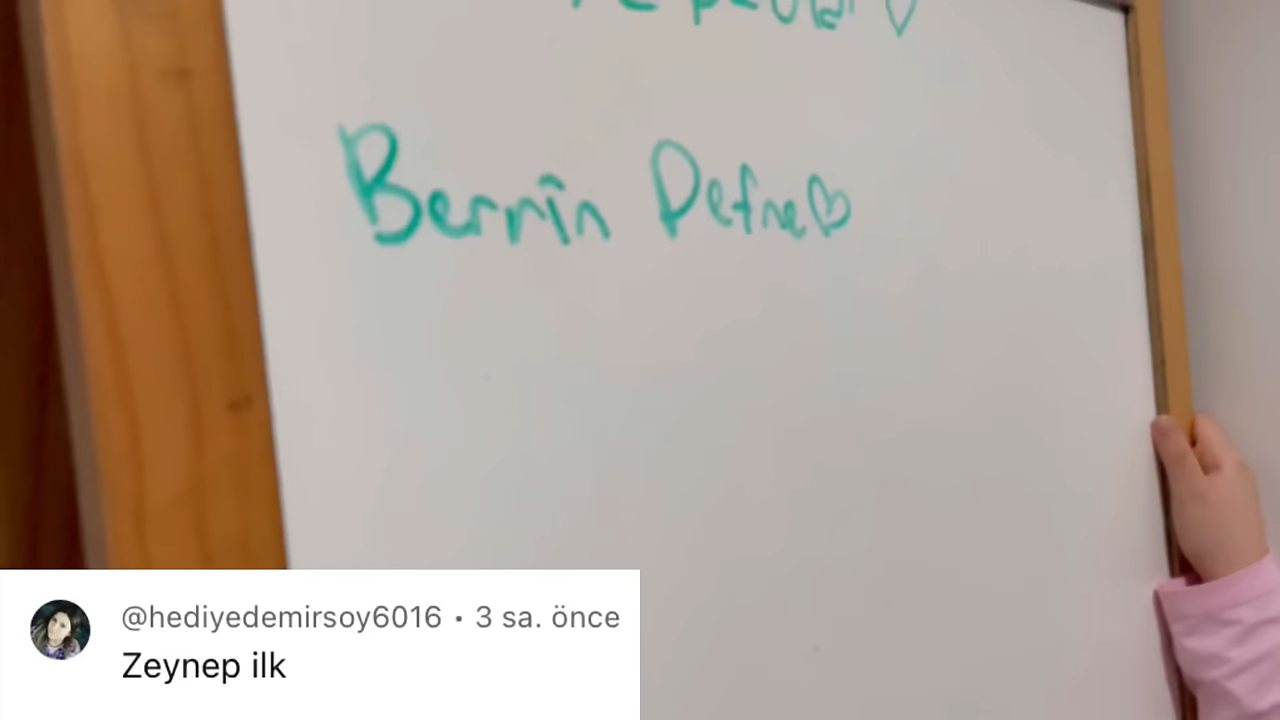 Berrin Defne♡
@hediyedemirsoy6016 • 3 sa. önce
Zeynep ilk